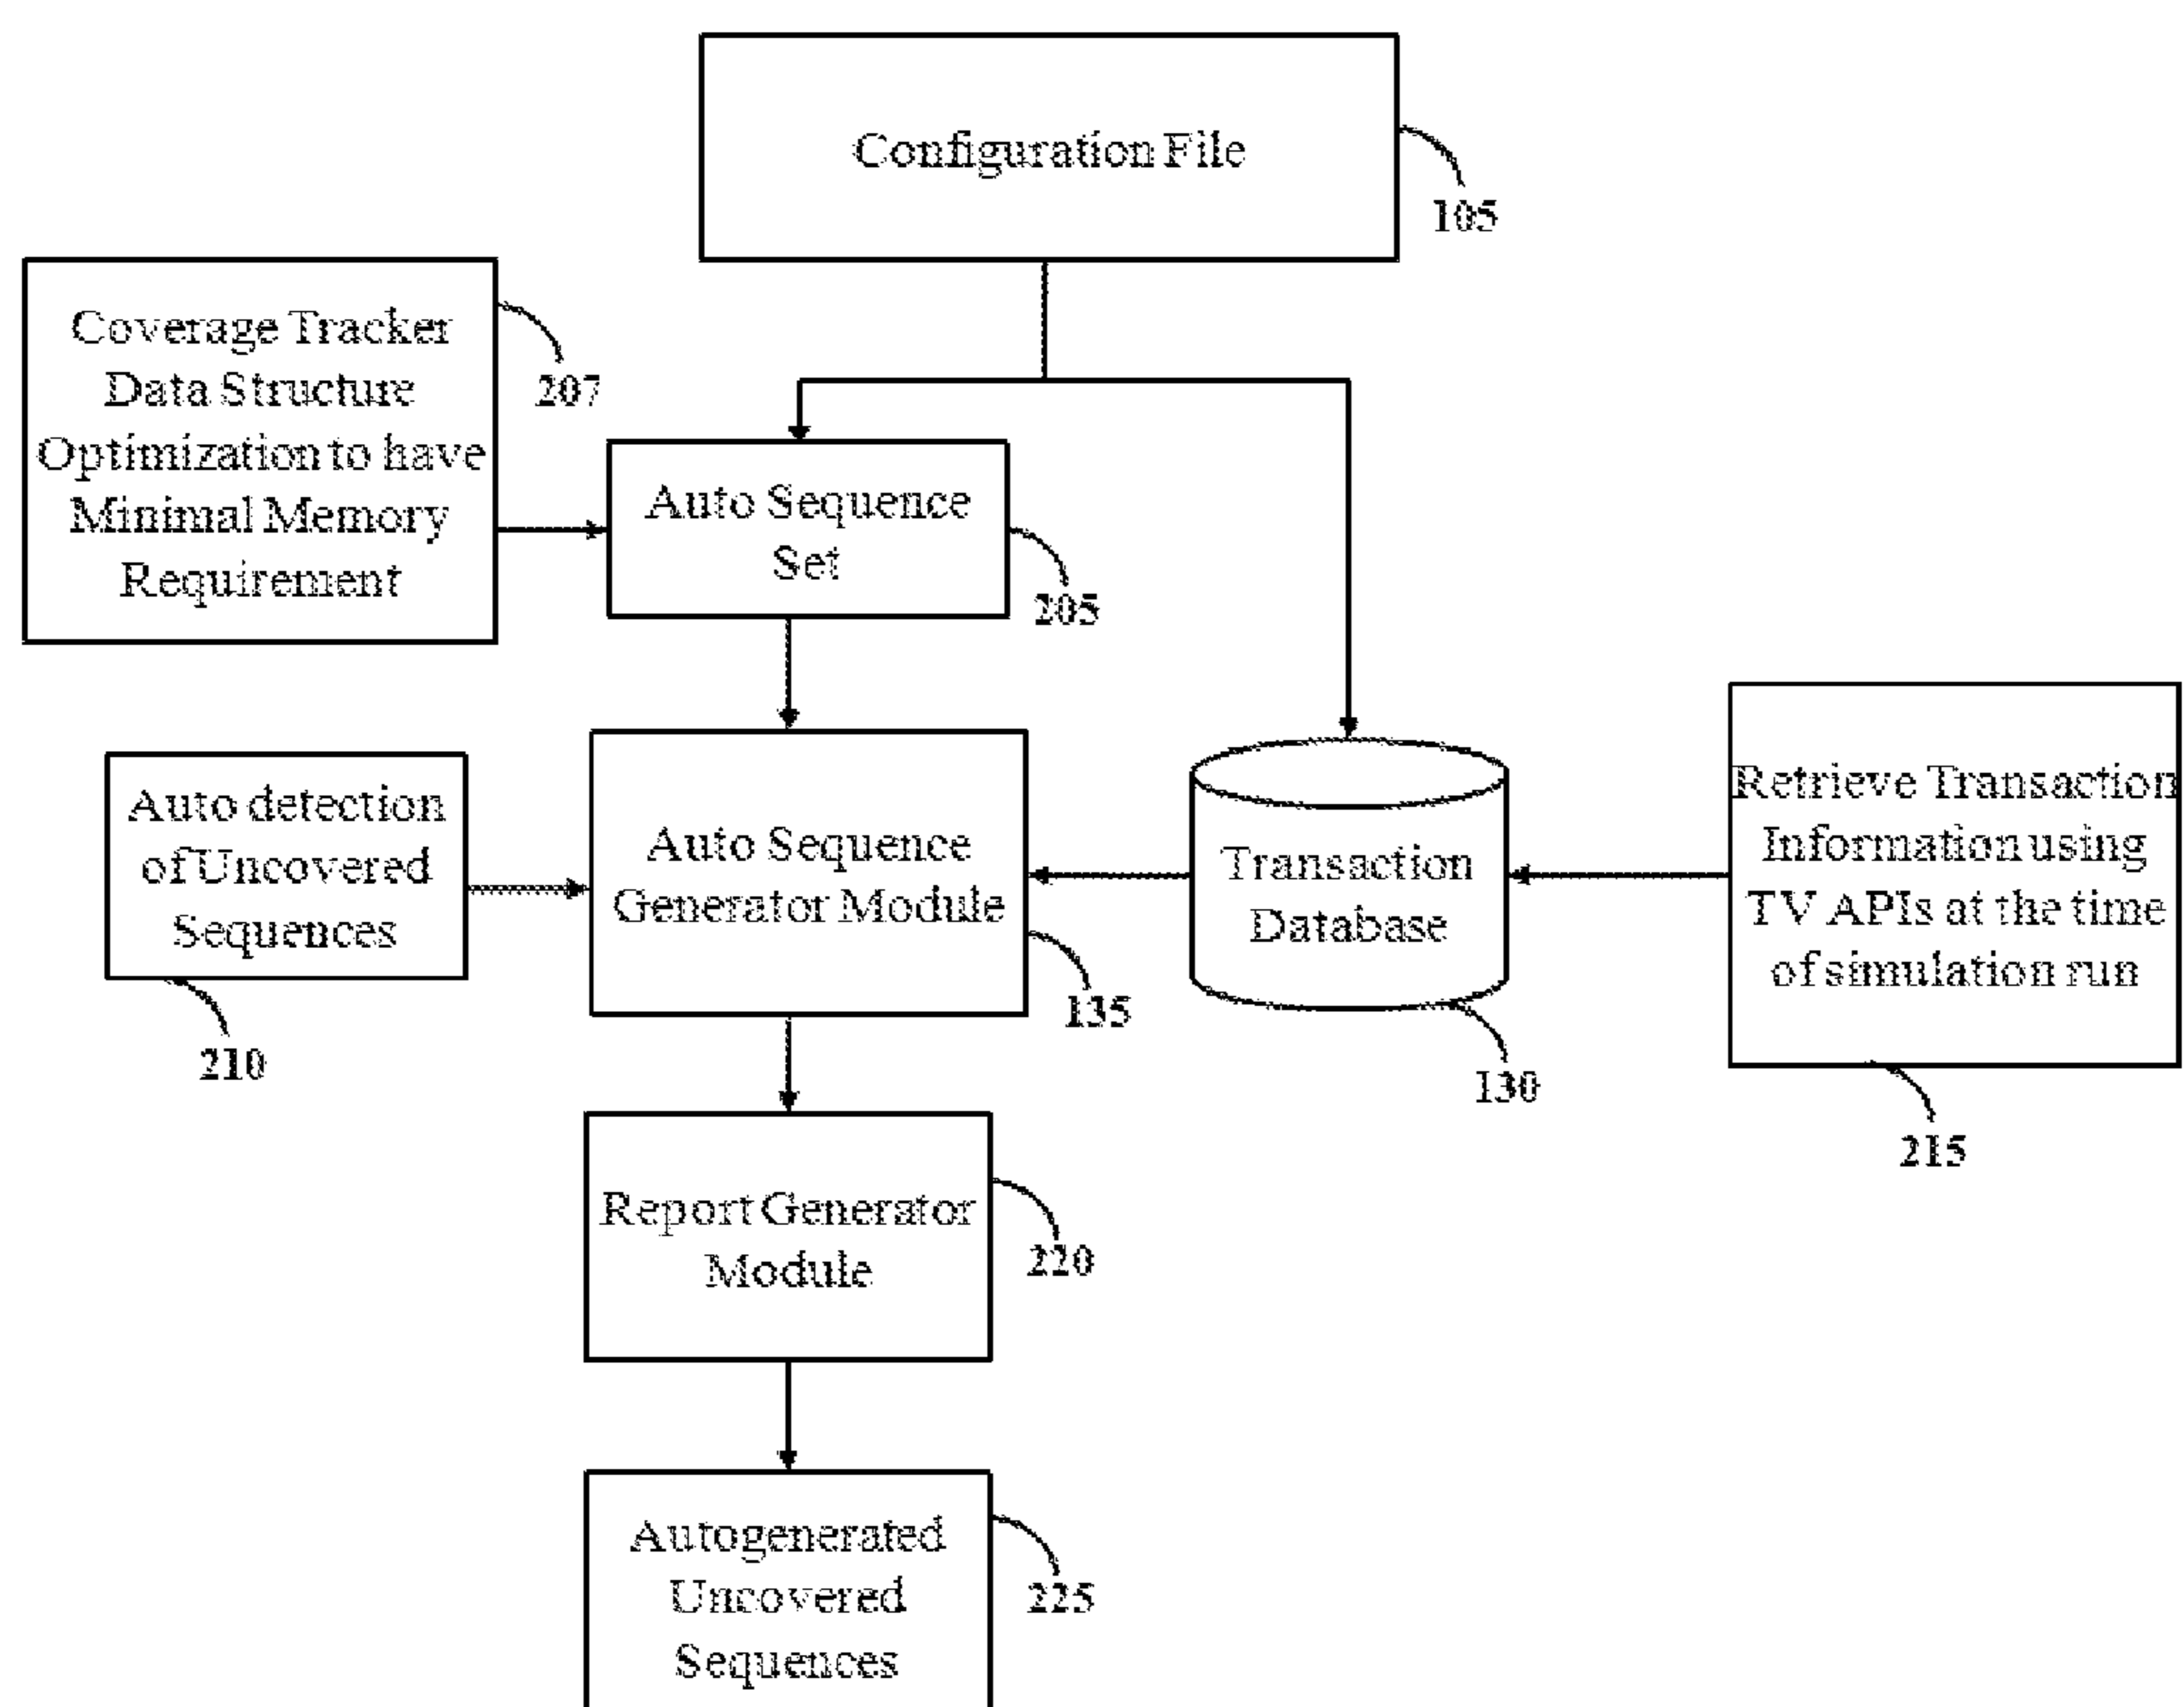 Configuration File
105
Coverage Tracker
Data Structure
Optimization to have
Minimal Memory
Requirement
207
Auto Sequence
Set
205
Auto detection
of Uncovered
Sequences
210
Auto Sequence
Generator Module
135
Transaction
Database
130
Retrieve Transaction
Information using
TV APIs at the time
of simulation run
215
Report Generator
Module
220
Autogenerated
Uncovered
Sequences
225